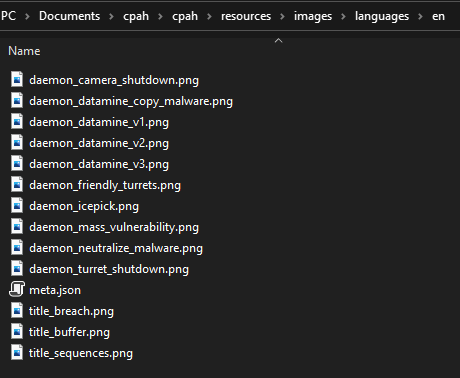 PC > Documents > cpah > cpah > resources > images > languages > en
Name
daemon_camera_shutdown.png
daemon_datamine_copy_malware.png
daemon_datamine_v1.png
daemon_datamine_v2.png
daemon_datamine_v3.png
daemon_friendly_turrets.png
daemon_icepick.png
daemon_mass_vulnerability.png
daemon_neutralize_malware.png
daemon_turret_shutdown.png
meta.json
title_breach.png
title_buffer.png
title_sequences.png